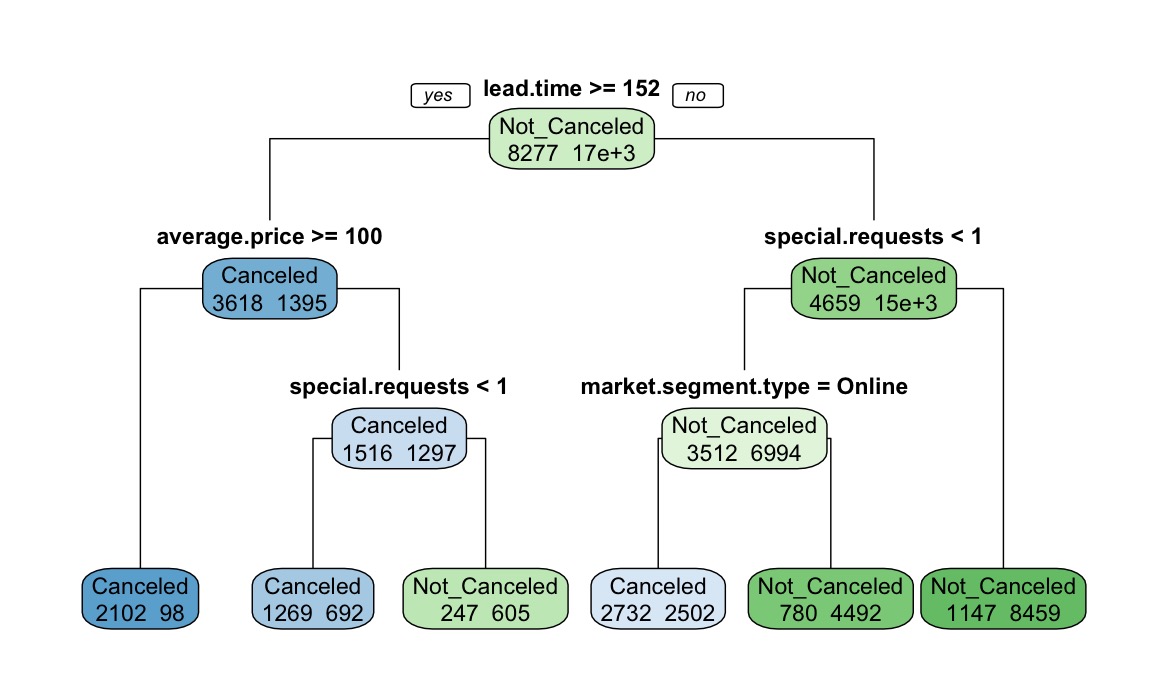 lead.time >= 152
yes
no
Not_Canceled
8277 17e+3
average.price >= 100
special.requests < 1
Canceled
3618 1395
Not_Canceled
4659 15e+3
special.requests < 1
market.segment.type = Online
Canceled
1516 1297
Not_Canceled
3512 6994
Canceled
2102 98
Canceled
1269 692
Not_Canceled
247 605
Canceled
2732 2502
Not_Canceled
780 4492
Not_Canceled
1147 8459